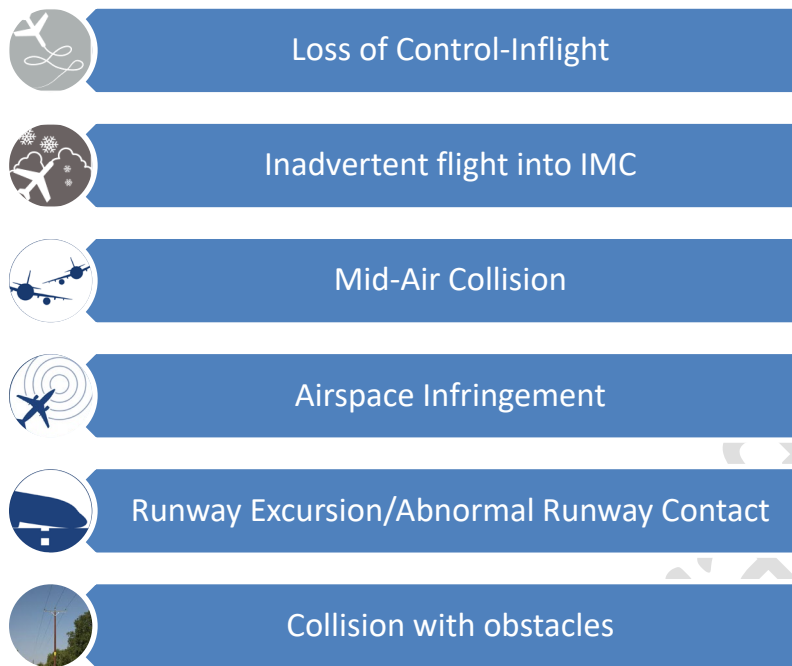 Loss of Control-Inflight
Inadvertent flight into IMC
Mid-Air Collision
Airspace Infringement
Runway Excursion/Abnormal Runway Contact
Collision with obstacles